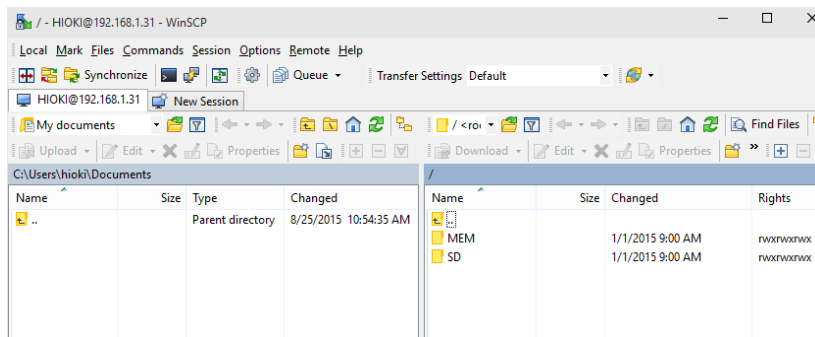 / - HIOKI@192.168.1.31 - WinSCP
Local Mark Files Commands Session Options Remote Help
Synchronize Queue Transfer Settings Default
HIOKI@192.168.1.31 New Session
My documents / <ro Find Files
Upload Edit Properties Download Edit Properties »
C:\Users\hioki\Documents /
Name Size Type Changed Name Size Changed Rights
.. Parent directory 8/25/2015 10:54:35 AM ..
MEM 1/1/2015 9:00 AM rwxrwxrwx
SD 1/1/2015 9:00 AM rwxrwxrwx